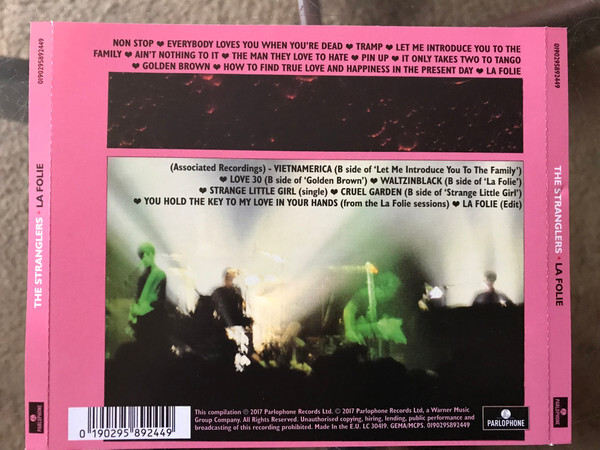 NON STOP ❤ EVERYBODY LOVES YOU WHEN YOU'RE DEAD ❤ TRAMP ❤ LET ME INTRODUCE YOU TO THE
FAMILY ❤ AIN'T NOTHING TO IT ❤ THE MAN THEY LOVE TO HATE ❤ PIN UP ❤ IT ONLY TAKES TWO TO TANGO
❤ GOLDEN BROWN ❤ HOW TO FIND TRUE LOVE AND HAPPINESS IN THE PRESENT DAY ❤ LA FOLIE
(Associated Recordings) - VIETNAMERICA (B side of 'Let Me Introduce You To The Family')
❤ LOVE 30 (B side of 'Golden Brown') ❤ WALTZINBLACK (B side of 'La Folie')
❤ STRANGE LITTLE GIRL (single) ❤ CRUEL GARDEN (B side of 'Strange Little Girl')
❤ YOU HOLD THE KEY TO MY LOVE IN YOUR HANDS (from the La Folie sessions) ❤ LA FOLIE (Edit)
This compilation ℗ 2017 Parlophone Records Ltd. © 2017 Parlophone Records Ltd, a Warner Music
Group Company. All Rights Reserved. Unauthorised copying, hiring, lending, public performance and
broadcasting of this recording prohibited. Made in the E.U. LC 30419. GEMA/MCPS. 0190295892449
0 190295 892449
PARLOPHONE
0190295892449
THE STRANGLERS · LA FOLIE
PARLOPHONE
0190295892449
THE STRANGLERS · LA FOLIE
PARLOPHONE